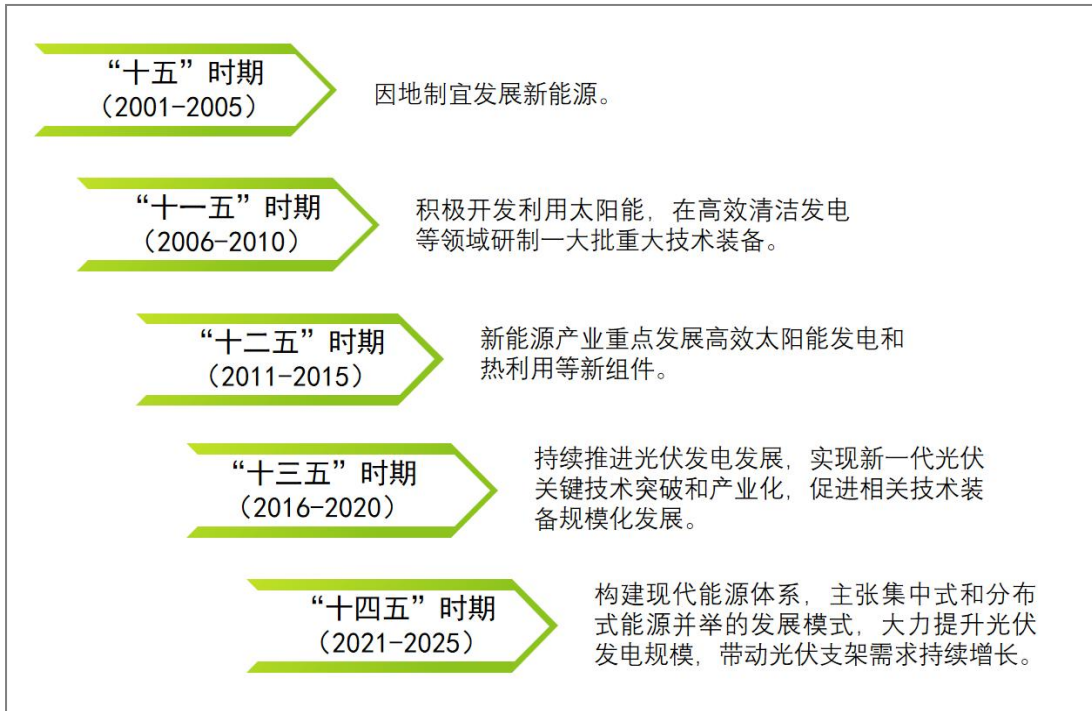 “十五”时期
（2001-2005）
因地制宜发展新能源。
“十一五”时期
（2006-2010）
积极开发利用太阳能，在高效清洁发电
等领域研制一大批重大技术装备。
“十二五”时期
（2011-2015）
新能源产业重点发展高效太阳能发电和
热利用等新组件。
“十三五”时期
（2016-2020）
持续推进光伏发电发展，实现新一代光伏
关键技术突破和产业化，促进相关技术装
备规模化发展。
“十四五”时期
（2021-2025）
构建现代能源体系，主张集中式和分布
式能源并举的发展模式，大力提升光伏
发电规模，带动光伏支架需求持续增长。